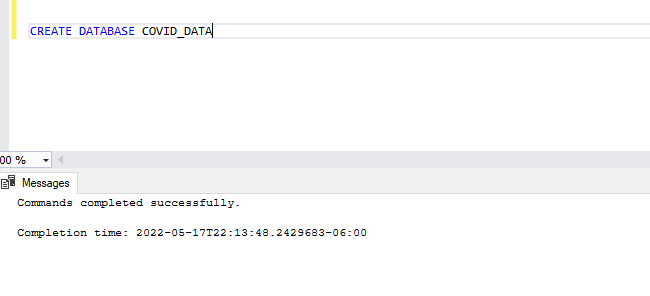 CREATE DATABASE COVID_DATA
00 %
Messages
Commands completed successfully.
Completion time: 2022-05-17T22:13:48.2429683-06:00